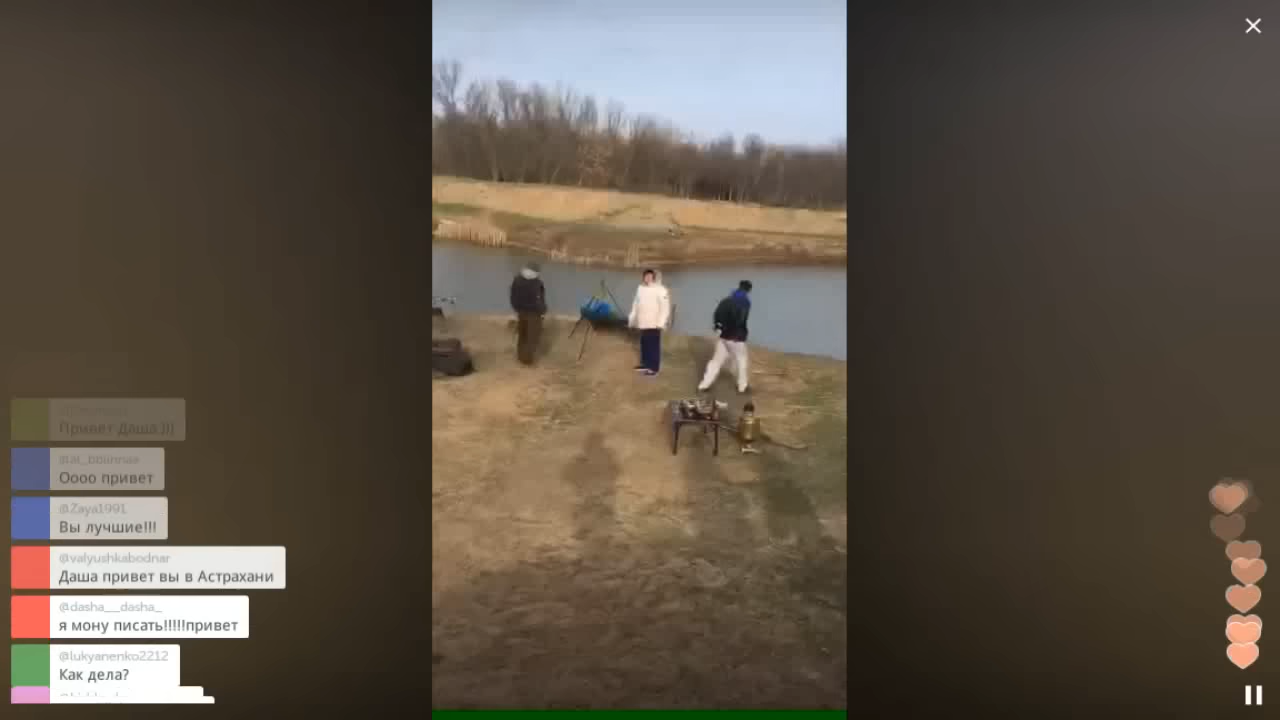 Привет Даша )))
Оооо привет
@Zaya1991
Вы лучшие!!!
@valyushkabodnar
Даша привет вы в Астрахани
@dasha__dasha_
я мону писать!!!!!привет
@lukyanenko2212
Как дела?